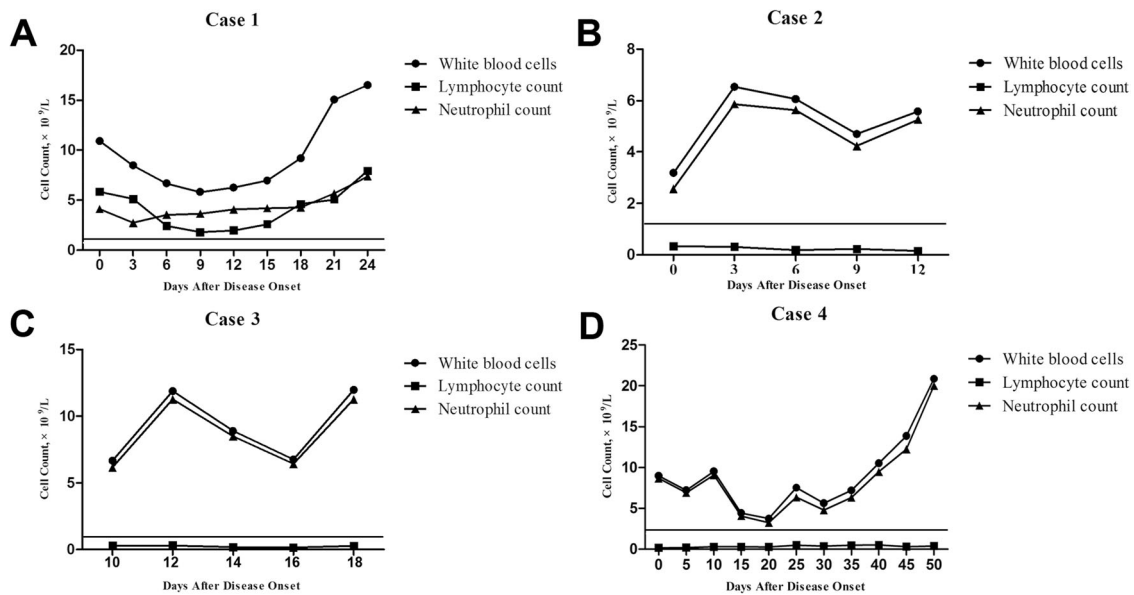 A
Case 1
20
15
10
5
0
Cell Count, × 10⁹/L
0 3 6 9 12 15 18 21 24
Days After Disease Onset
White blood cells
Lymphocyte count
Neutrophil count
B
Case 2
8
6
4
2
0
Cell Count, × 10⁹/L
0 3 6 9 12
Days After Disease Onset
White blood cells
Lymphocyte count
Neutrophil count
C
Case 3
15
10
5
0
Cell Count, × 10⁹/L
10 12 14 16 18
Days After Disease Onset
White blood cells
Lymphocyte count
Neutrophil count
D
Case 4
25
20
15
10
5
0
Cell Count, × 10⁹/L
0 5 10 15 20 25 30 35 40 45 50
Days After Disease Onset
White blood cells
Lymphocyte count
Neutrophil count